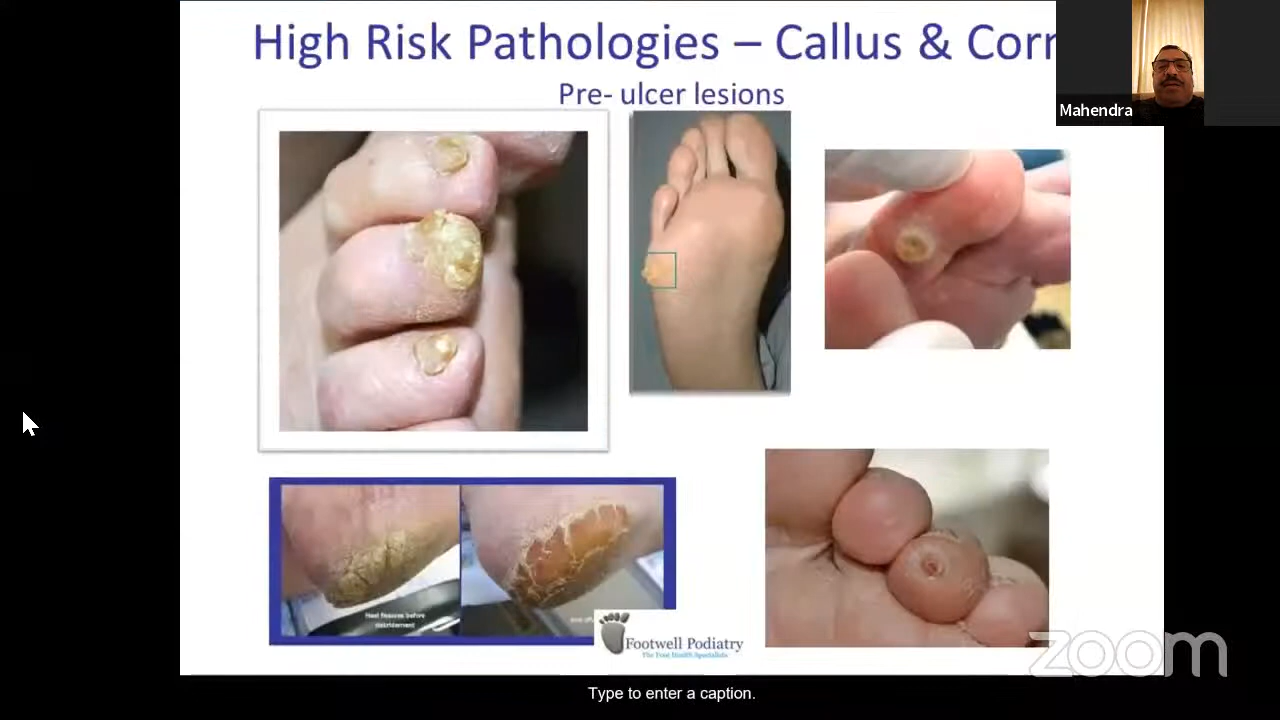 High Risk Pathologies – Callus & Corn
Pre- ulcer lesions
Mahendra
Heel fissures before
debridement
Footwell Podiatry
The Foot Health Specialists
zoom
Type to enter a caption.